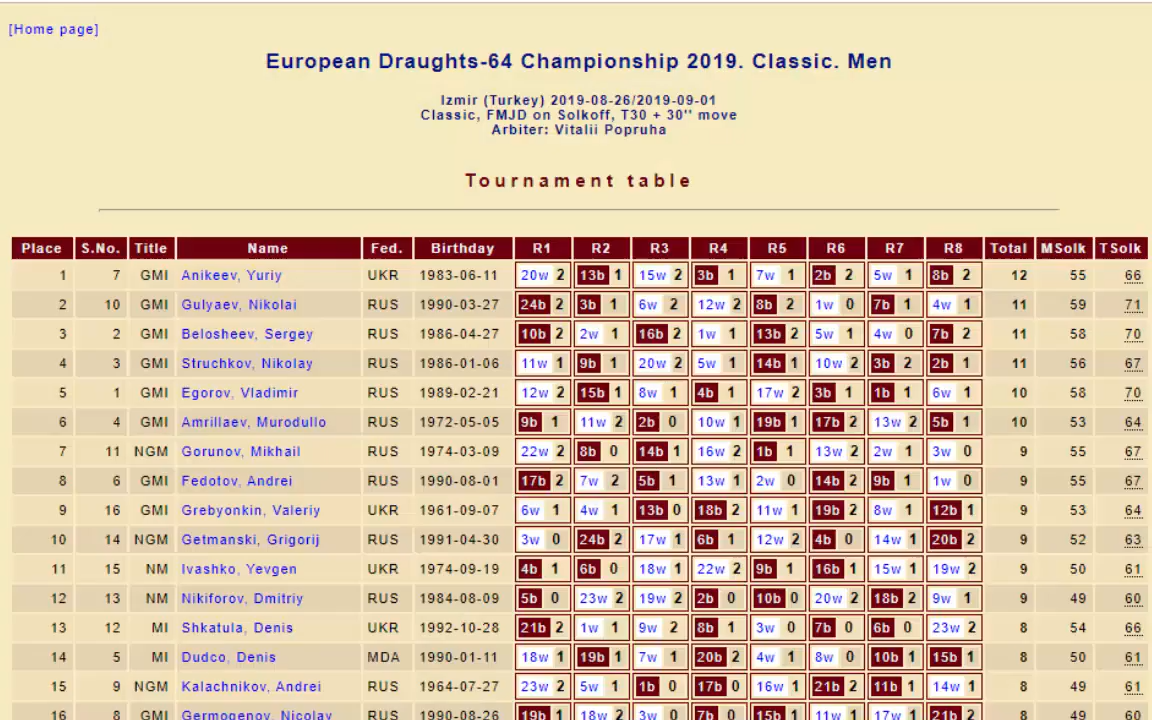 [Home page]
European Draughts-64 Championship 2019. Classic. Men
Izmir (Turkey) 2019-08-26/2019-09-01
Classic, FMJD on Solkoff, T30 + 30'' move
Arbiter: Vitalii Popruha
Tournament table
Place S.No. Title Name Fed. Birthday R1 R2 R3 R4 R5 R6 R7 R8 Total MSolk TSolk
1 7 GMI Anikeev, Yuriy UKR 1983-06-11 20w 2 13b 1 15w 2 3b 1 7w 1 2b 2 5w 1 8b 2 12 55 66
2 10 GMI Gulyaev, Nikolai RUS 1990-03-27 24b 2 3b 1 6w 2 12w 2 8b 2 1w 0 7b 1 4w 1 11 59 71
3 2 GMI Belosheev, Sergey RUS 1986-04-27 10b 2 2w 1 16b 2 1w 1 13b 2 5w 1 4w 0 7b 2 11 58 70
4 3 GMI Struchkov, Nikolay RUS 1986-01-06 11w 1 9b 1 20w 2 5w 1 14b 1 10w 2 3b 2 2b 1 11 56 67
5 1 GMI Egorov, Vladimir RUS 1989-02-21 12w 2 15b 1 8w 1 4b 1 17w 2 3b 1 1b 1 6w 1 10 58 70
6 4 GMI Amrillaev, Murodullo RUS 1972-05-05 9b 1 11w 2 2b 0 10w 1 19b 1 17b 2 13w 2 5b 1 10 53 64
7 11 NGM Gorunov, Mikhail RUS 1974-03-09 22w 2 8b 0 14b 1 16w 2 1b 1 13w 2 2w 1 3w 0 9 55 67
8 6 GMI Fedotov, Andrei RUS 1990-08-01 17b 2 7w 2 5b 1 13w 1 2w 0 14b 2 9b 1 1w 0 9 55 67
9 16 GMI Grebyonkin, Valeriy UKR 1961-09-07 6w 1 4w 1 13b 0 18b 2 11w 1 19b 2 8w 1 12b 1 9 53 64
10 14 NGM Getmanski, Grigorij RUS 1991-04-30 3w 0 24b 2 17w 1 6b 1 12w 2 4b 0 14w 1 20b 2 9 52 63
11 15 NM Ivashko, Yevgen UKR 1974-09-19 4b 1 6b 0 18w 1 22w 2 9b 1 16b 1 15w 1 19w 2 9 50 61
12 13 NM Nikiforov, Dmitriy RUS 1984-08-09 5b 0 23w 2 19w 2 2b 0 10b 0 20w 2 18b 2 9w 1 9 49 60
13 12 MI Shkatula, Denis UKR 1992-10-28 21b 2 1w 1 9w 2 8b 1 3w 0 7b 0 6b 0 23w 2 8 54 66
14 5 MI Dudco, Denis MDA 1990-01-11 18w 1 19b 1 7w 1 20b 2 4w 1 8w 0 10b 1 15b 1 8 50 61
15 9 NGM Kalachnikov, Andrei RUS 1964-07-27 23w 2 5w 1 1b 0 17b 0 16w 1 21b 2 11b 1 14w 1 8 49 61
16 8 GMI Germogenov, Nicolay RUS 1990-08-26 19b 1 18w 2 3w 0 7b 0 15b 1 11w 1 17w 1 21b 2 8 49 60